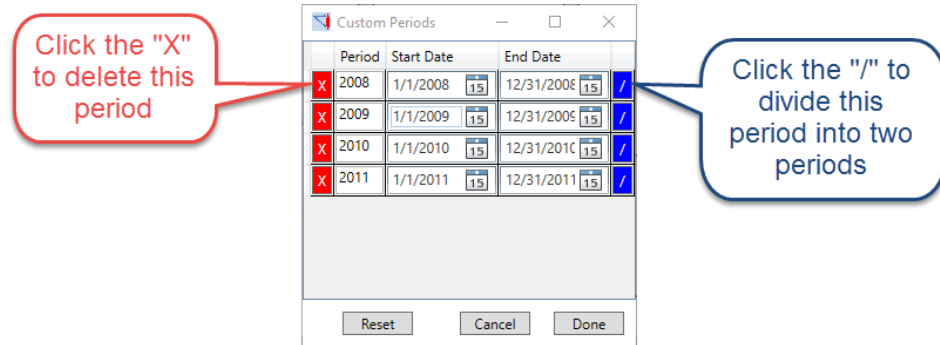 Custom Periods
Click the "X"
to delete this
period
Period Start Date End Date
X 2008 1/1/2008 15 12/31/2008 15 /
X 2009 1/1/2009 15 12/31/2009 15 /
X 2010 1/1/2010 15 12/31/2010 15 /
X 2011 1/1/2011 15 12/31/2011 15 /
Click the "/" to
divide this
period into two
periods
Reset Cancel Done